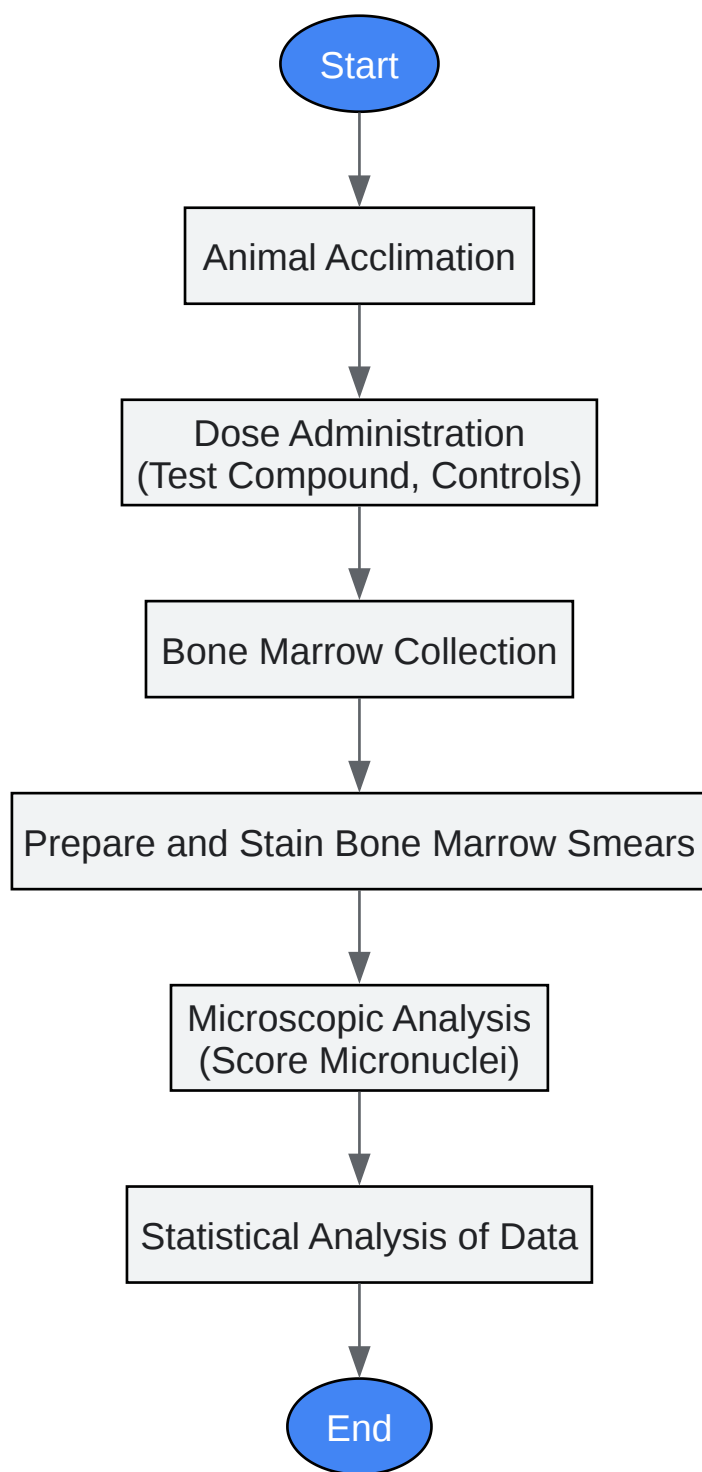 Start
Animal Acclimation
Dose Administration
(Test Compound, Controls)
Bone Marrow Collection
Prepare and Stain Bone Marrow Smears
Microscopic Analysis
(Score Micronuclei)
Statistical Analysis of Data
End